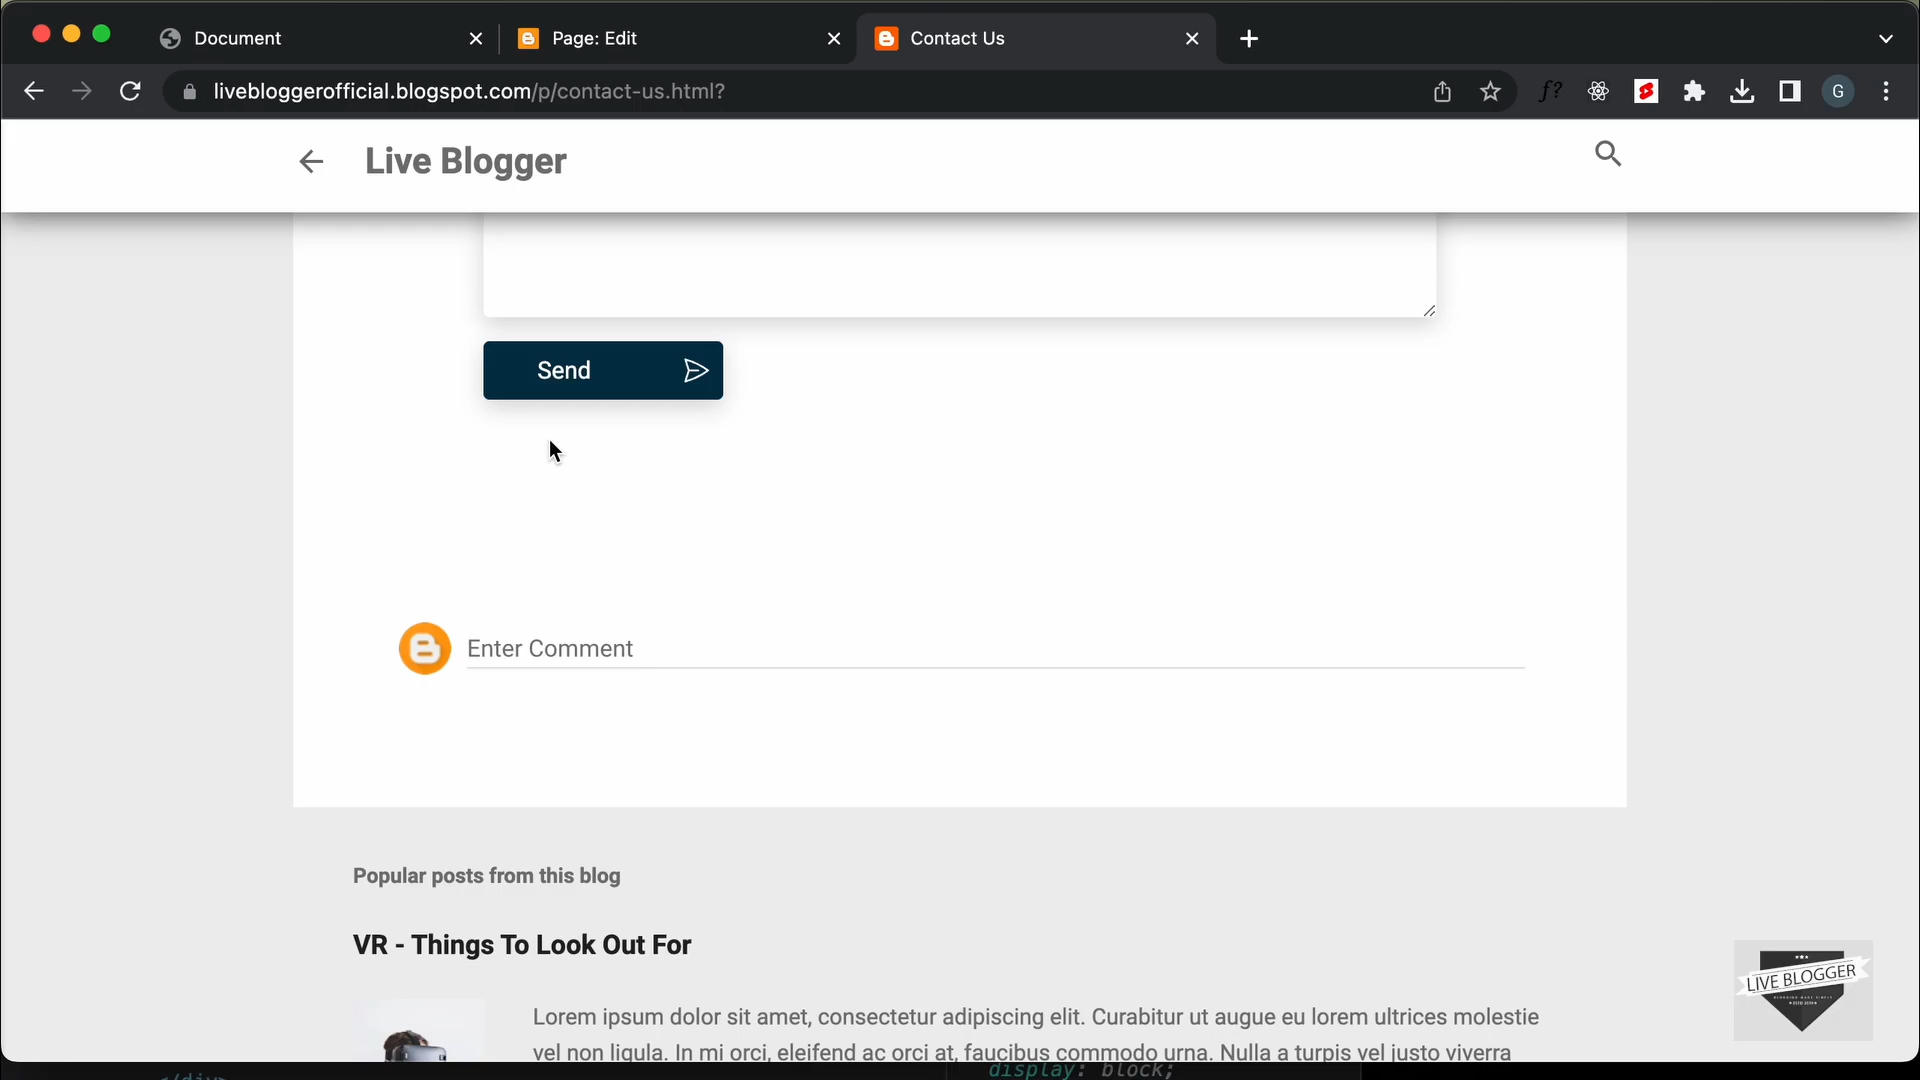 Document
Page: Edit
Contact Us
livebloggerofficial.blogspot.com/p/contact-us.html?
f?
G
Live Blogger
Send
Enter Comment
Popular posts from this blog
VR - Things To Look Out For
Lorem ipsum dolor sit amet, consectetur adipiscing elit. Curabitur ut augue eu lorem ultrices molestie
vel non ligula. In mi orci, eleifend ac orci at, faucibus commodo urna. Nulla a turpis vel justo viverra
LIVE BLOGGER
display: block;